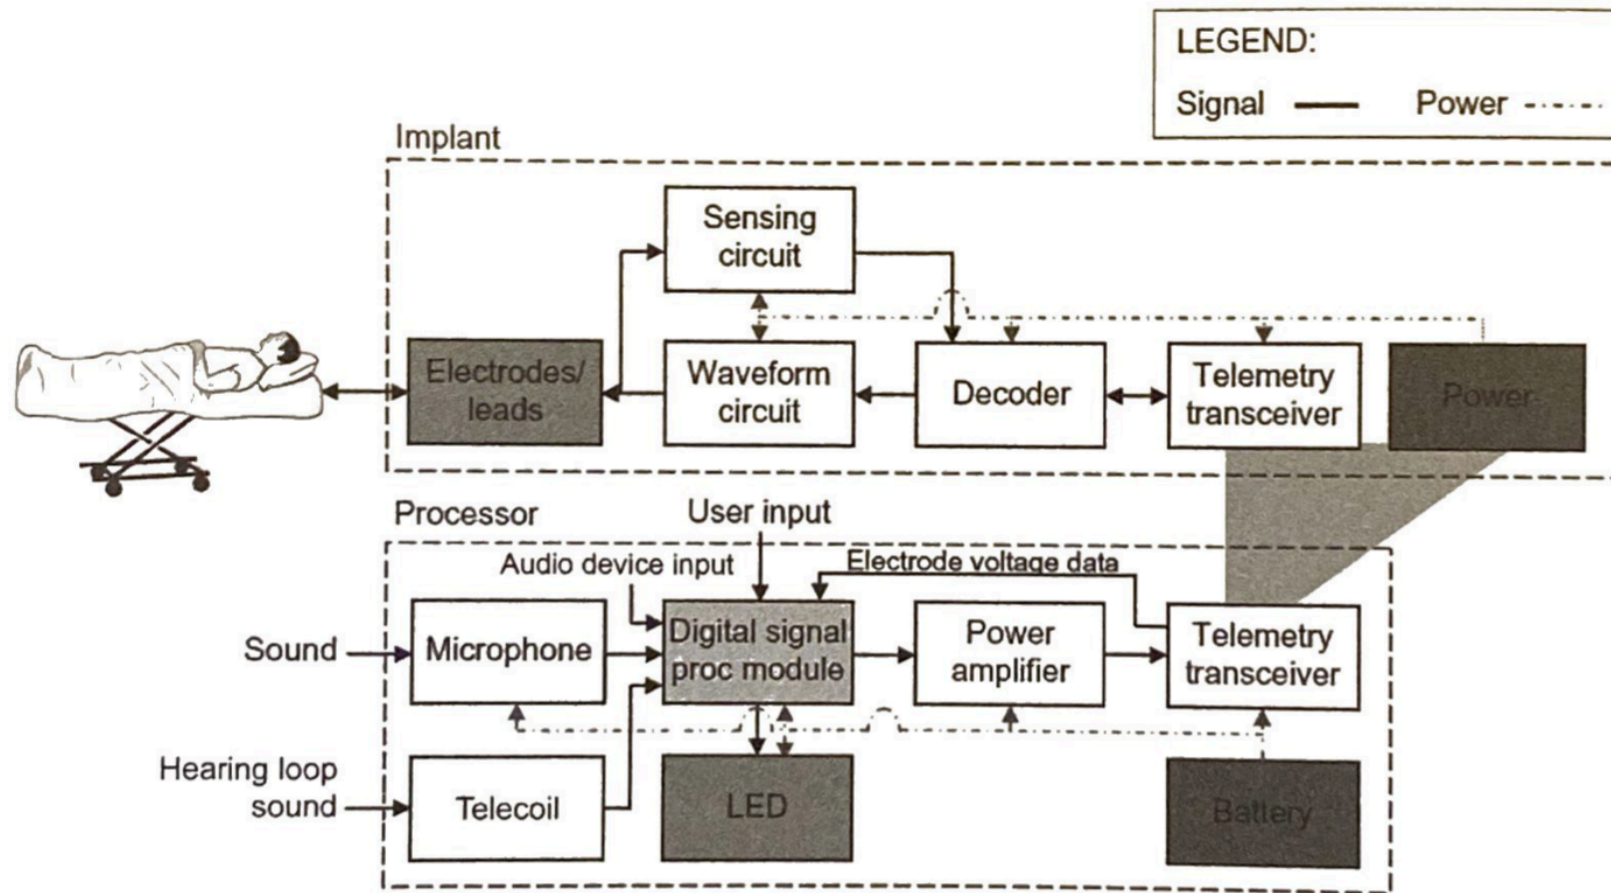 LEGEND:
Signal
Power
Implant
Sensing
circuit
Electrodes/
leads
Waveform
circuit
Decoder
Telemetry
transceiver
Power
Processor
User input
Audio device input
Electrode voltage data
Sound
Microphone
Digital signal
proc module
Power
amplifier
Telemetry
transceiver
Hearing loop
sound
Telecoil
LED
Battery